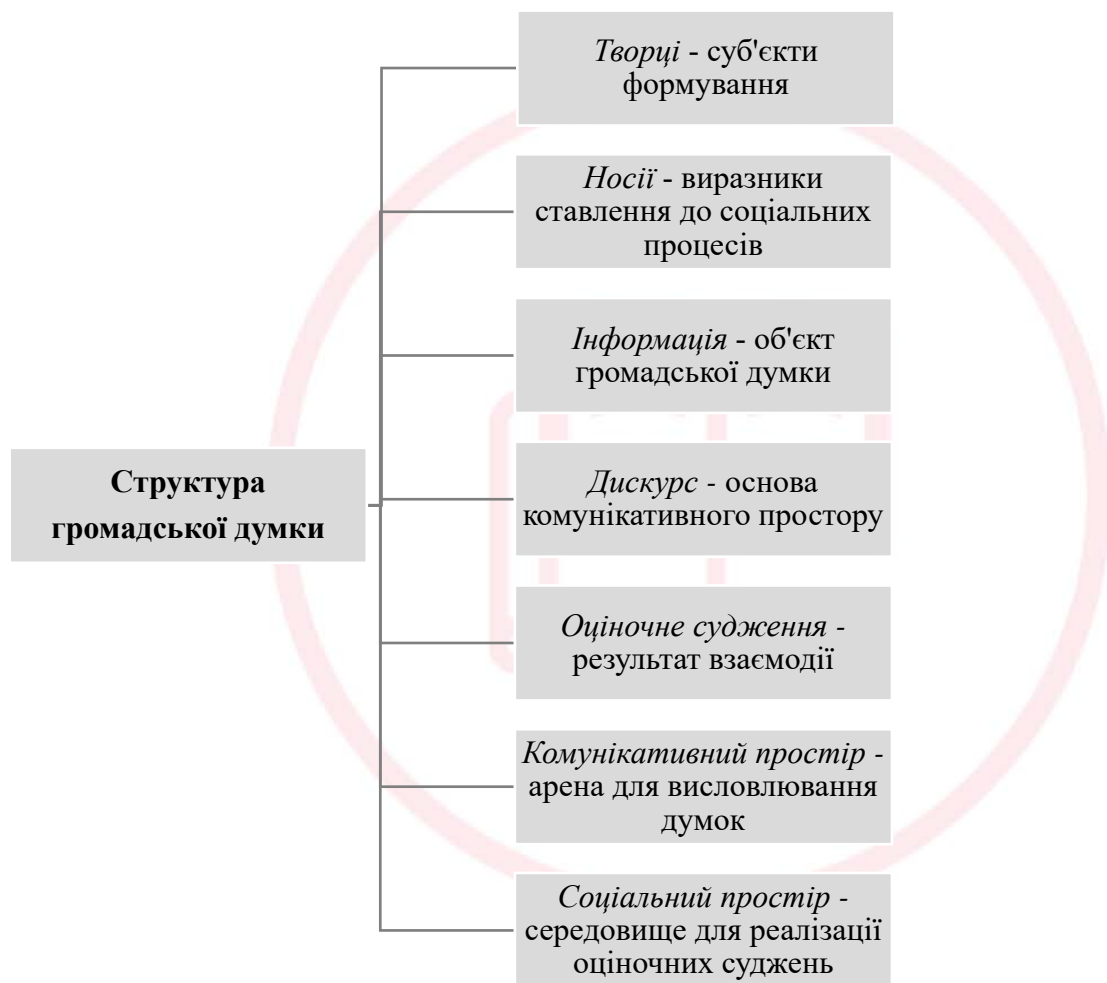 Творці - суб'єкти
формування
Носії - виразники
ставлення до соціальних
процесів
Інформація - об'єкт
громадської думки
Структура
громадської думки
Дискурс - основа
комунікативного простору
Оціночне судження -
результат взаємодії
Комунікативний простір -
арена для висловлювання
думок
Соціальний простір -
середовище для реалізації
оціночних суджень